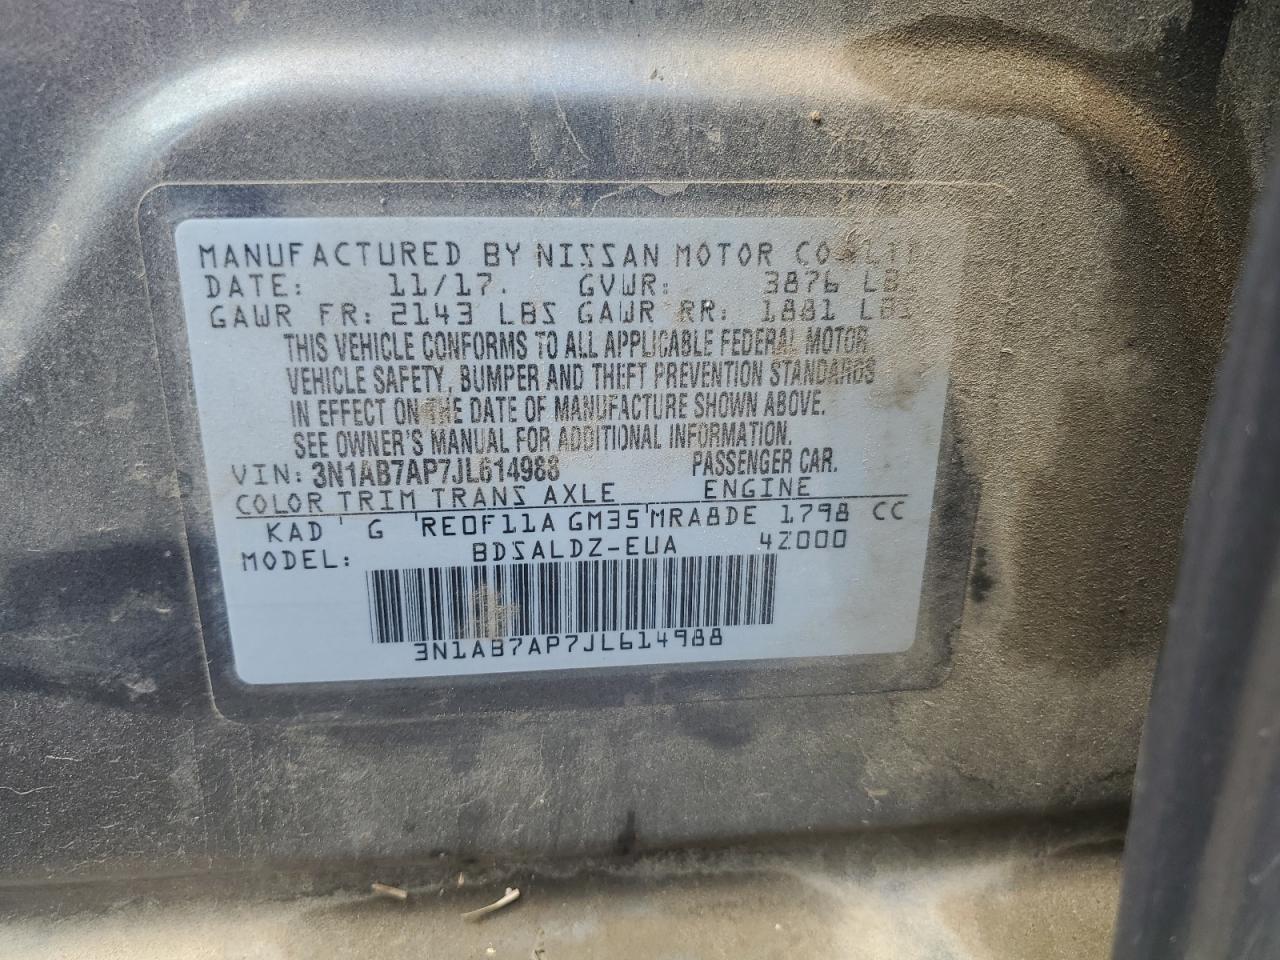 MANUFACTURED BY NISSAN MOTOR CO
DATE: 11/17. GVWR: 3876 LBS
GAWR FR: 2143 LBS GAWR RR: 1881 LBS
THIS VEHICLE CONFORMS TO ALL APPLICABLE FEDERAL MOTOR
VEHICLE SAFETY, BUMPER AND THEFT PREVENTION STANDARDS
IN EFFECT ON THE DATE OF MANUFACTURE SHOWN ABOVE.
SEE OWNER'S MANUAL FOR ADDITIONAL INFORMATION.
VIN: 3N1AB7AP7JL614988 PASSENGER CAR.
COLOR TRIM TRANS AXLE ENGINE
KAD ' G 'RE0F11A GM35'MRA8DE 1798 CC
MODEL: BDSALDZ-EUA 4Z000
3N1AB7AP7JL614988